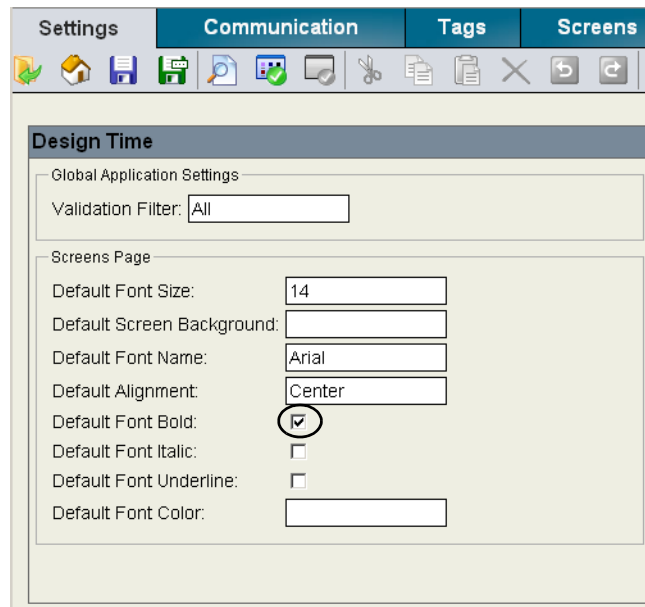 Settings Communication Tags Screens
Design Time
Global Application Settings
Validation Filter: All
Screens Page
Default Font Size: 14
Default Screen Background:
Default Font Name: Arial
Default Alignment: Center
Default Font Bold:
Default Font Italic:
Default Font Underline:
Default Font Color: